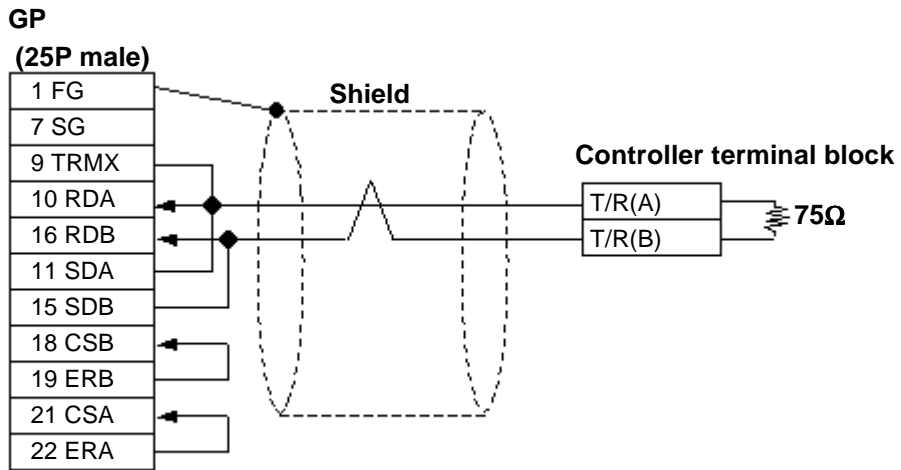 GP
(25P male)
1 FG
7 SG
9 TRMX
10 RDA
16 RDB
11 SDA
15 SDB
18 CSB
19 ERB
21 CSA
22 ERA
Shield
Controller terminal block
T/R(A)
T/R(B)
75Ω